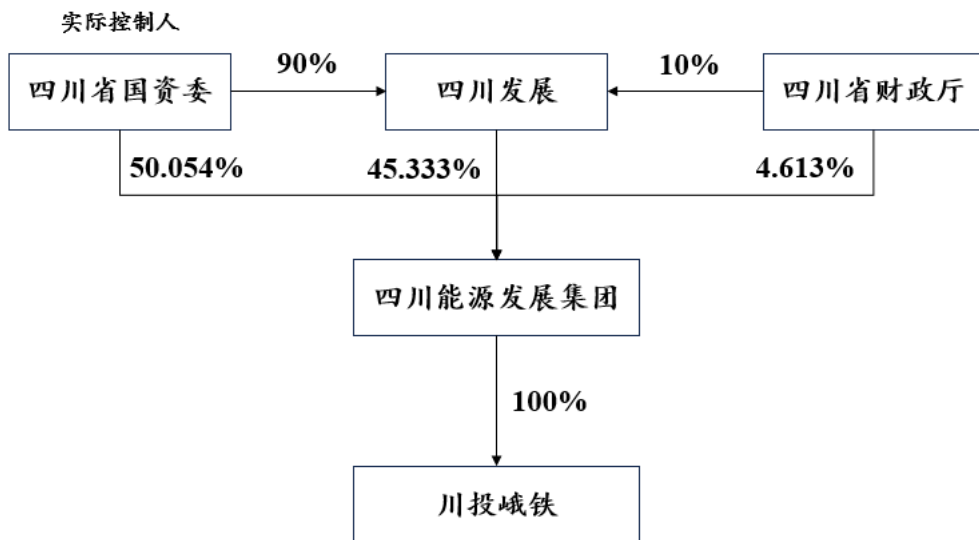 实际控制人
90%
10%
四川省国资委
四川发展
四川省财政厅
50.054%
45.333%
4.613%
四川能源发展集团
100%
川投峨铁